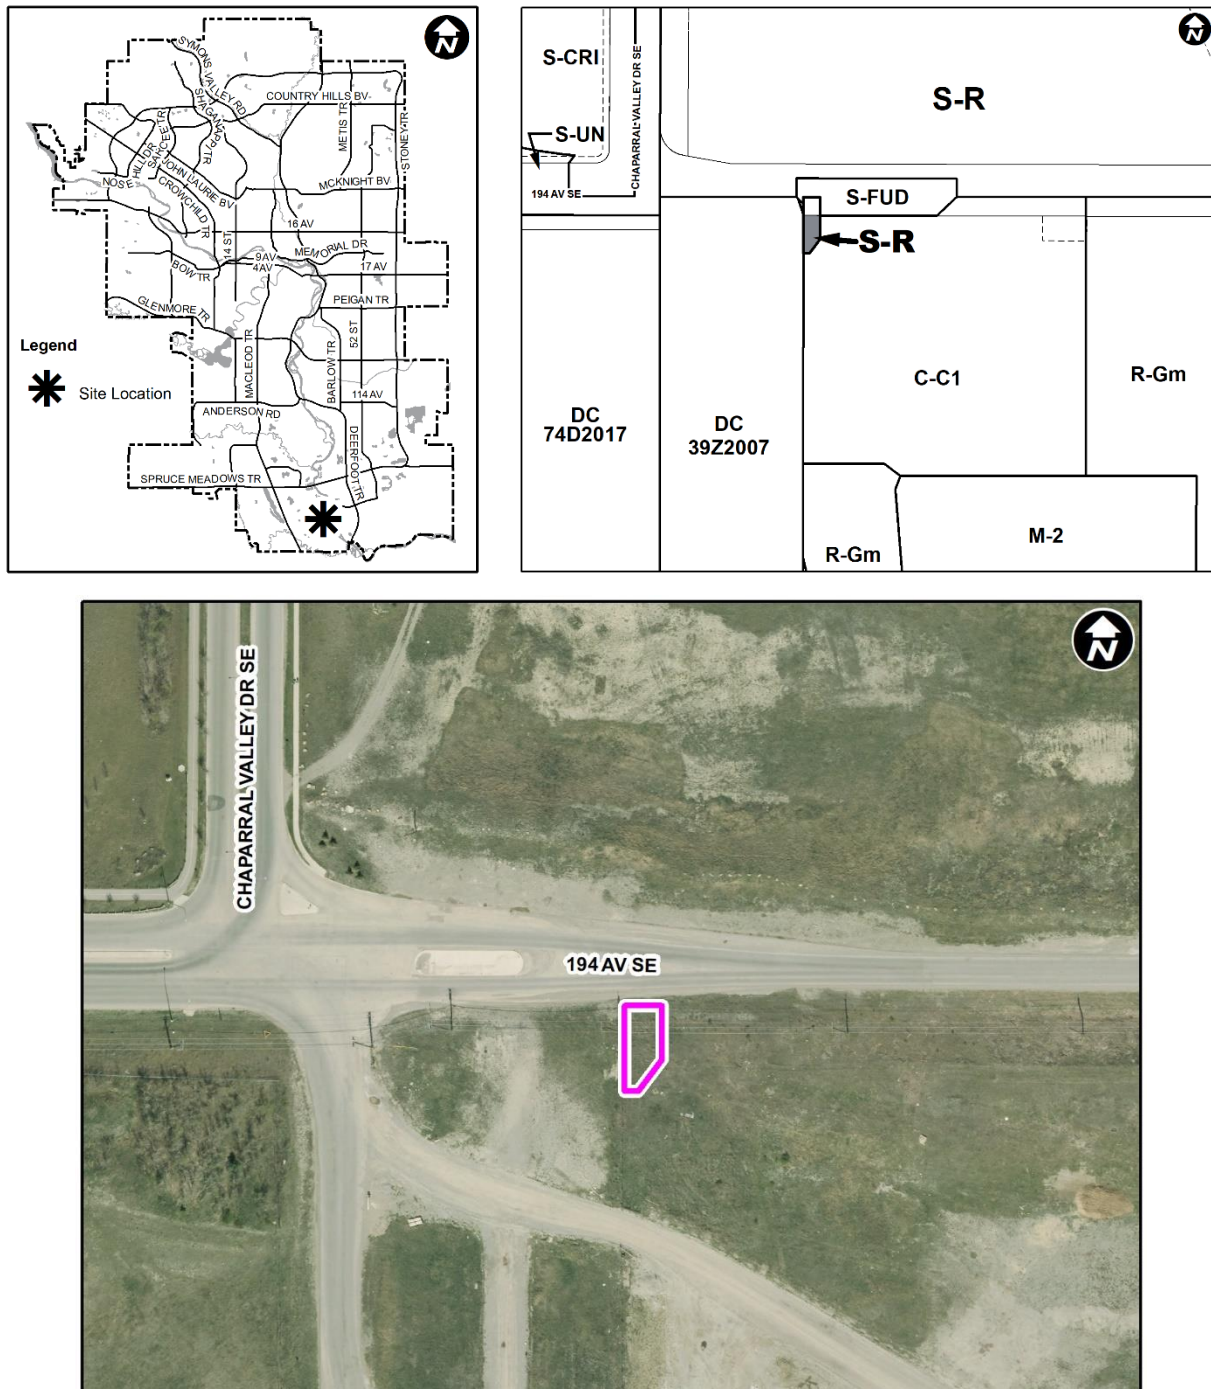 N
SYMONS VALLEY RD
SHAGANAPPI TR
COUNTRY HILLS BV
METIS TR
STONEY TR
SARCEE TR
NOSE HILL DR
JOHN LAURIE BV
CROWCHILD TR
MCKNIGHT BV
14 ST
16 AV
9 AV
4 AV
MEMORIAL DR
17 AV
BOW TR
PEIGAN TR
GLENMORE TR
MACLEOD TR
BARLOW TR
52 ST
114 AV
ANDERSON RD
DEERFOOT TR
SPRUCE MEADOWS TR
Legend
Site Location
N
S-CRI
CHAPARRAL VALLEY DR SE
S-R
S-UN
194 AV SE
S-FUD
S-R
C-C1
R-Gm
DC
74D2017
DC
39Z2007
R-Gm
M-2
N
CHAPARRAL VALLEY DR SE
194 AV SE